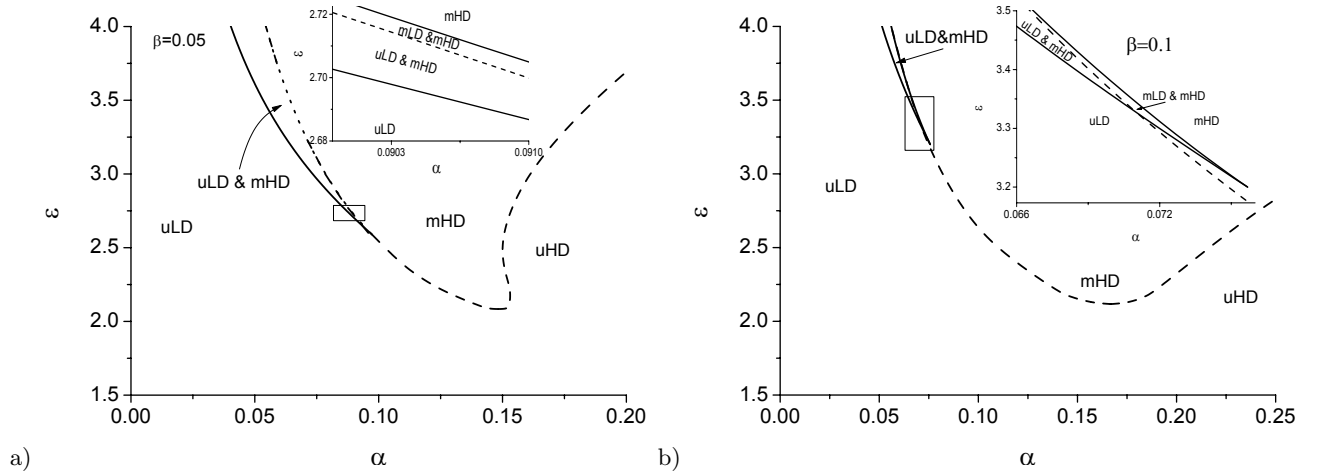 β=0.05
4.0
3.5
3.0
2.5
2.0
1.5
ε
0.00
0.05
0.10
0.15
0.20
α
a)
uLD
uLD & mHD
mHD
uHD
2.72
2.70
2.68
ε
0.0903
0.0910
α
mHD
mLD & mHD
uLD & mHD
uLD
4.0
3.5
3.0
2.5
2.0
1.5
ε
0.00
0.05
0.10
0.15
0.20
0.25
α
b)
uLD&mHD
uLD
mHD
uHD
β=0.1
3.5
3.4
3.3
3.2
ε
0.066
0.072
α
uLD & mHD
mLD & mHD
uLD
mHD